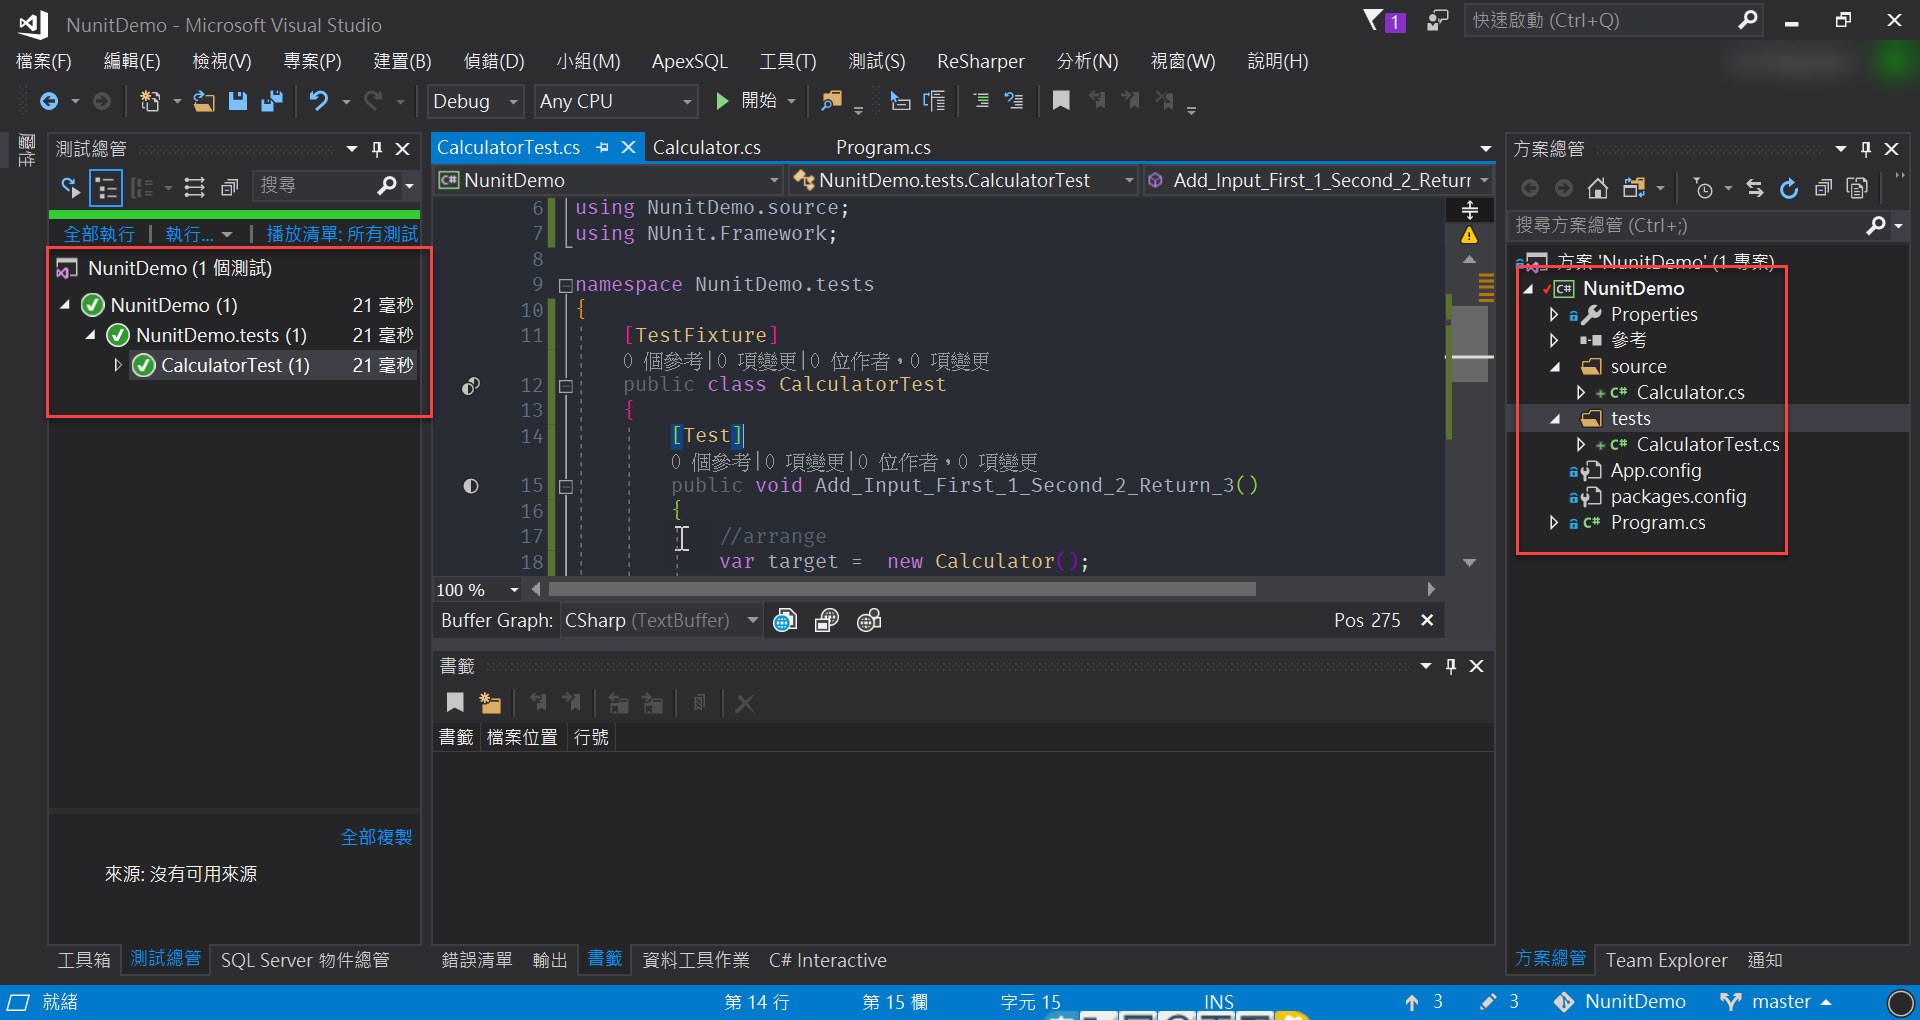 NunitDemo - Microsoft Visual Studio
1
快速啟動 (Ctrl+Q)
檔案(F) 編輯(E) 檢視(V) 專案(P) 建置(B) 偵錯(D) 小組(M) ApexSQL 工具(T) 測試(S) ReSharper 分析(N) 視窗(W) 說明(H)
Debug Any CPU 開始
屬性
測試總管
搜尋
全部執行 | 執行... | 播放清單: 所有測試
NunitDemo (1 個測試)
NunitDemo (1) 21 毫秒
NunitDemo.tests (1) 21 毫秒
CalculatorTest (1) 21 毫秒
全部複製
來源: 沒有可用來源
工具箱 測試總管 SQL Server 物件總管
CalculatorTest.cs Calculator.cs Program.cs
NunitDemo NunitDemo.tests.CalculatorTest Add_Input_First_1_Second_2_Returr
6 using NunitDemo.source;
7 using NUnit.Framework;
8
9 namespace NunitDemo.tests
10 {
11 [TestFixture]
0 個參考|0 項變更|0 位作者，0 項變更
12 public class CalculatorTest
13 {
14 [Test]
0 個參考|0 項變更|0 位作者，0 項變更
15 public void Add_Input_First_1_Second_2_Return_3()
16 {
17 //arrange
18 var target = new Calculator();
100 %
Buffer Graph: CSharp (TextBuffer) Pos 275
書籤
書籤 檔案位置 行號
錯誤清單 輸出 書籤 資料工具作業 C# Interactive
方案總管
搜尋方案總管 (Ctrl+;)
方案 'NunitDemo' (1 專案)
C# NunitDemo
Properties
參考
source
C# Calculator.cs
tests
C# CalculatorTest.cs
App.config
packages.config
C# Program.cs
方案總管 Team Explorer 通知
就緒 第 14 行 第 15 欄 字元 15 INS 3 3 NunitDemo master